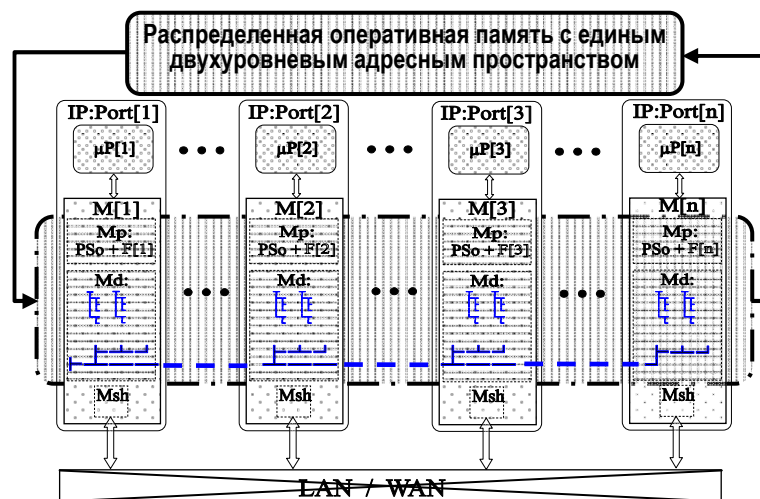 Распределенная оперативная память с единым
двухуровневым адресным пространством
IP:Port[1] IP:Port[2] IP:Port[3] IP:Port[n]
μP[1] μP[2] μP[3] μP[n]
M[1] M[2] M[3] M[n]
Mp: Mp: Mp: Mp:
PSo + F[1] PSo + F[2] PSo + F[3] PSo + F[n]
Md: Md: Md: Md:
Msh Msh Msh Msh
LAN / WAN